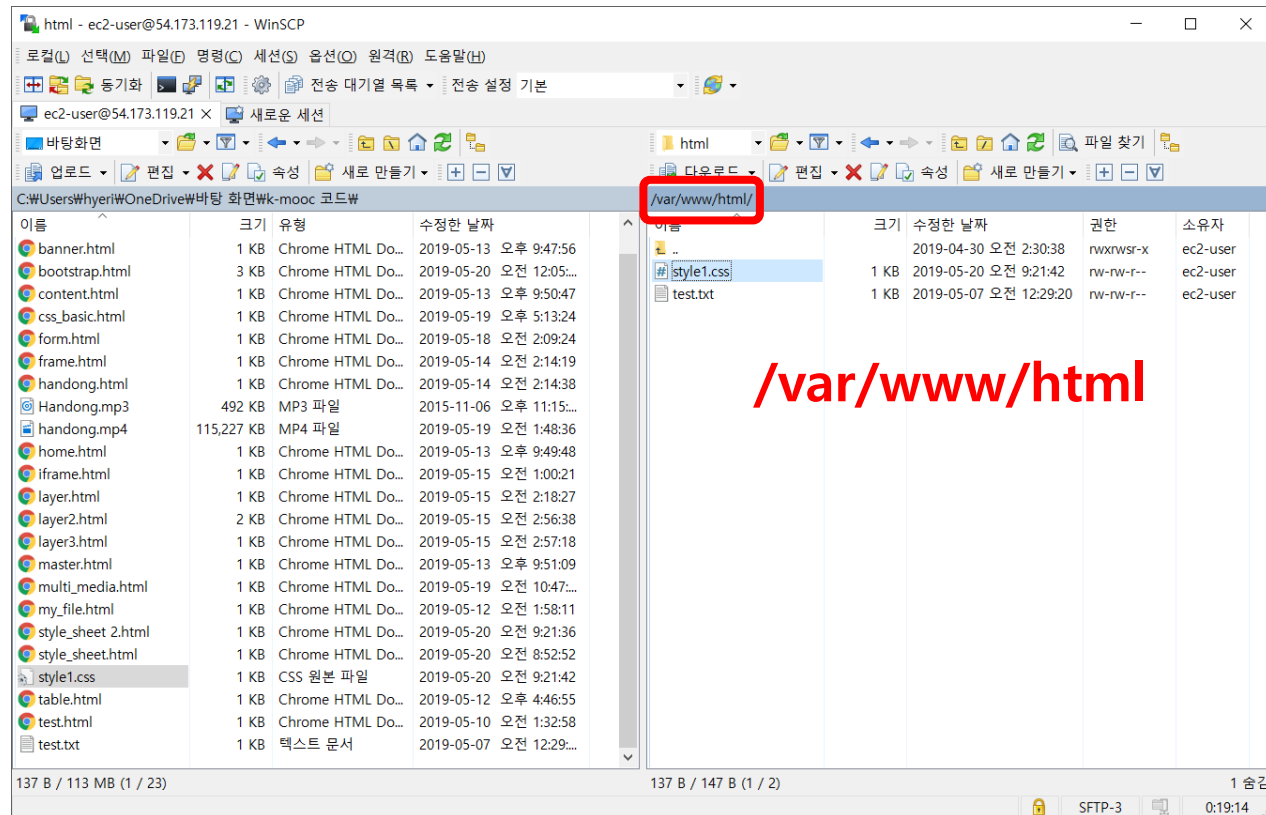 html - ec2-user@54.173.119.21 - WinSCP
로컬(L) 선택(M) 파일(F) 명령(C) 세션(S) 옵션(O) 원격(R) 도움말(H)
동기화 전송 대기열 목록 전송 설정 기본
ec2-user@54.173.119.21 새로운 세션
바탕화면 html 파일 찾기
업로드 편집 속성 새로 만들기 다운로드 편집 속성 새로 만들기
C:₩Users₩hyeri₩OneDrive₩바탕 화면₩k-mooc 코드₩ /var/www/html/
이름 크기 유형 수정한 날짜 이름 크기 수정한 날짜 권한 소유자
banner.html 1 KB Chrome HTML Do... 2019-05-13 오후 9:47:56 .. 2019-04-30 오전 2:30:38 rwxrwsr-x ec2-user
bootstrap.html 3 KB Chrome HTML Do... 2019-05-20 오전 12:05:... style1.css 1 KB 2019-05-20 오전 9:21:42 rw-rw-r-- ec2-user
content.html 1 KB Chrome HTML Do... 2019-05-13 오후 9:50:47 test.txt 1 KB 2019-05-07 오전 12:29:20 rw-rw-r-- ec2-user
css_basic.html 1 KB Chrome HTML Do... 2019-05-19 오후 5:13:24
form.html 1 KB Chrome HTML Do... 2019-05-18 오전 2:09:24
frame.html 1 KB Chrome HTML Do... 2019-05-14 오전 2:14:19
handong.html 1 KB Chrome HTML Do... 2019-05-14 오전 2:14:38
/var/www/html
Handong.mp3 492 KB MP3 파일 2015-11-06 오후 11:15:...
handong.mp4 115,227 KB MP4 파일 2019-05-19 오전 1:48:36
home.html 1 KB Chrome HTML Do... 2019-05-13 오후 9:49:48
iframe.html 1 KB Chrome HTML Do... 2019-05-15 오전 1:00:21
layer.html 1 KB Chrome HTML Do... 2019-05-15 오전 2:18:27
layer2.html 2 KB Chrome HTML Do... 2019-05-15 오전 2:56:38
layer3.html 1 KB Chrome HTML Do... 2019-05-15 오전 2:57:18
master.html 1 KB Chrome HTML Do... 2019-05-13 오후 9:51:09
multi_media.html 1 KB Chrome HTML Do... 2019-05-19 오전 10:47:...
my_file.html 1 KB Chrome HTML Do... 2019-05-12 오전 1:58:11
style_sheet 2.html 1 KB Chrome HTML Do... 2019-05-20 오전 9:21:36
style_sheet.html 1 KB Chrome HTML Do... 2019-05-20 오전 8:52:52
style1.css 1 KB CSS 원본 파일 2019-05-20 오전 9:21:42
table.html 1 KB Chrome HTML Do... 2019-05-12 오후 4:46:55
test.html 1 KB Chrome HTML Do... 2019-05-10 오전 1:32:58
test.txt 1 KB 텍스트 문서 2019-05-07 오전 12:29:...
137 B / 113 MB (1 / 23) 137 B / 147 B (1 / 2) 1 숨김
SFTP-3 0:19:14